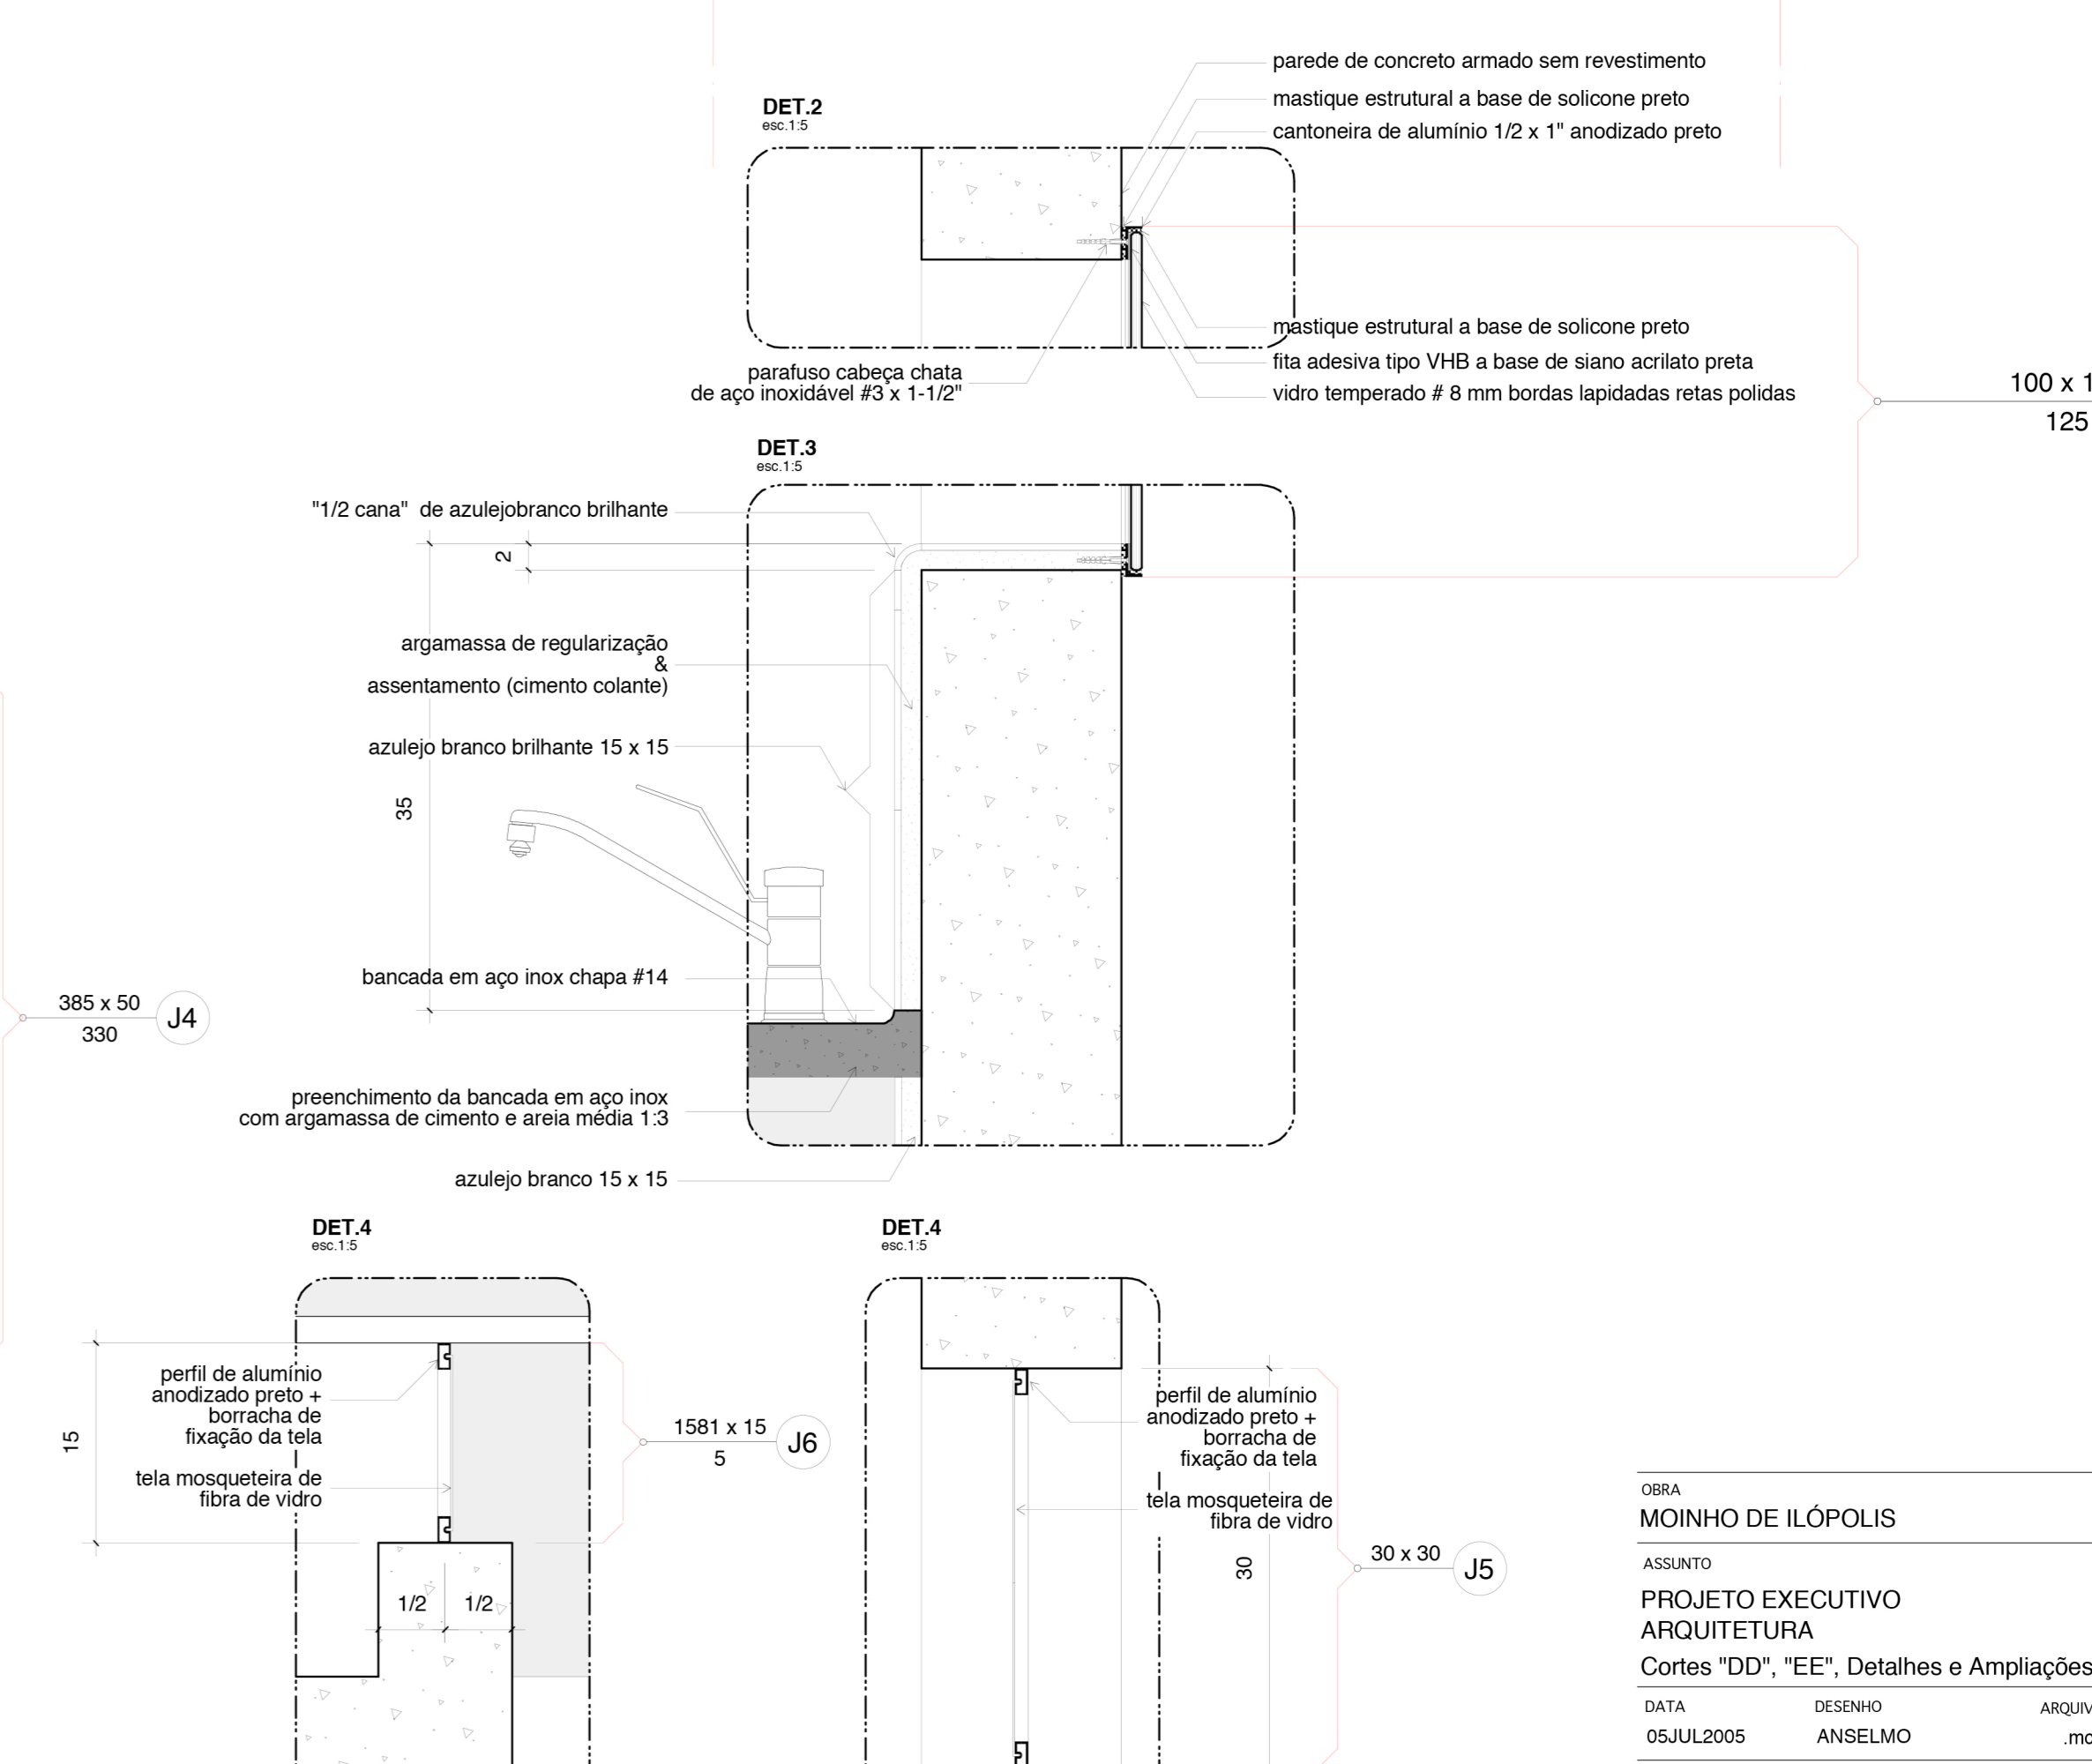 DET.2
esc.1:5
parede de concreto armado sem revestimento
mastique estrutural a base de solicone preto
cantoneira de alumínio 1/2 x 1" anodizado preto
mastique estrutural a base de solicone preto
fita adesiva tipo VHB a base de siano acrilato preta
vidro temperado # 8 mm bordas lapidadas retas polidas
parafuso cabeça chata
de aço inoxidável #3 x 1-1/2"
100 x 1
125
DET.3
esc.1:5
"1/2 cana"  de azulejobranco brilhante
2
argamassa de regularização
&
assentamento (cimento colante)
azulejo branco brilhante 15 x 15
35
bancada em aço inox chapa #14
385 x 50
330
J4
preenchimento da bancada em aço inox
com argamassa de cimento e areia média 1:3
azulejo branco 15 x 15
DET.4
esc.1:5
15
perfil de alumínio
anodizado preto +
borracha de
fixação da tela
tela mosqueteira de
fibra de vidro
1581 x 15
5
J6
1/2
1/2
DET.4
esc.1:5
perfil de alumínio
anodizado preto +
borracha de
fixação da tela
tela mosqueteira de
fibra de vidro
30
30 x 30
J5
OBRA
MOINHO DE ILÓPOLIS
ASSUNTO
PROJETO EXECUTIVO
ARQUITETURA
Cortes "DD", "EE", Detalhes e Ampliações
DATA DESENHO ARQUIV
05JUL2005 ANSELMO